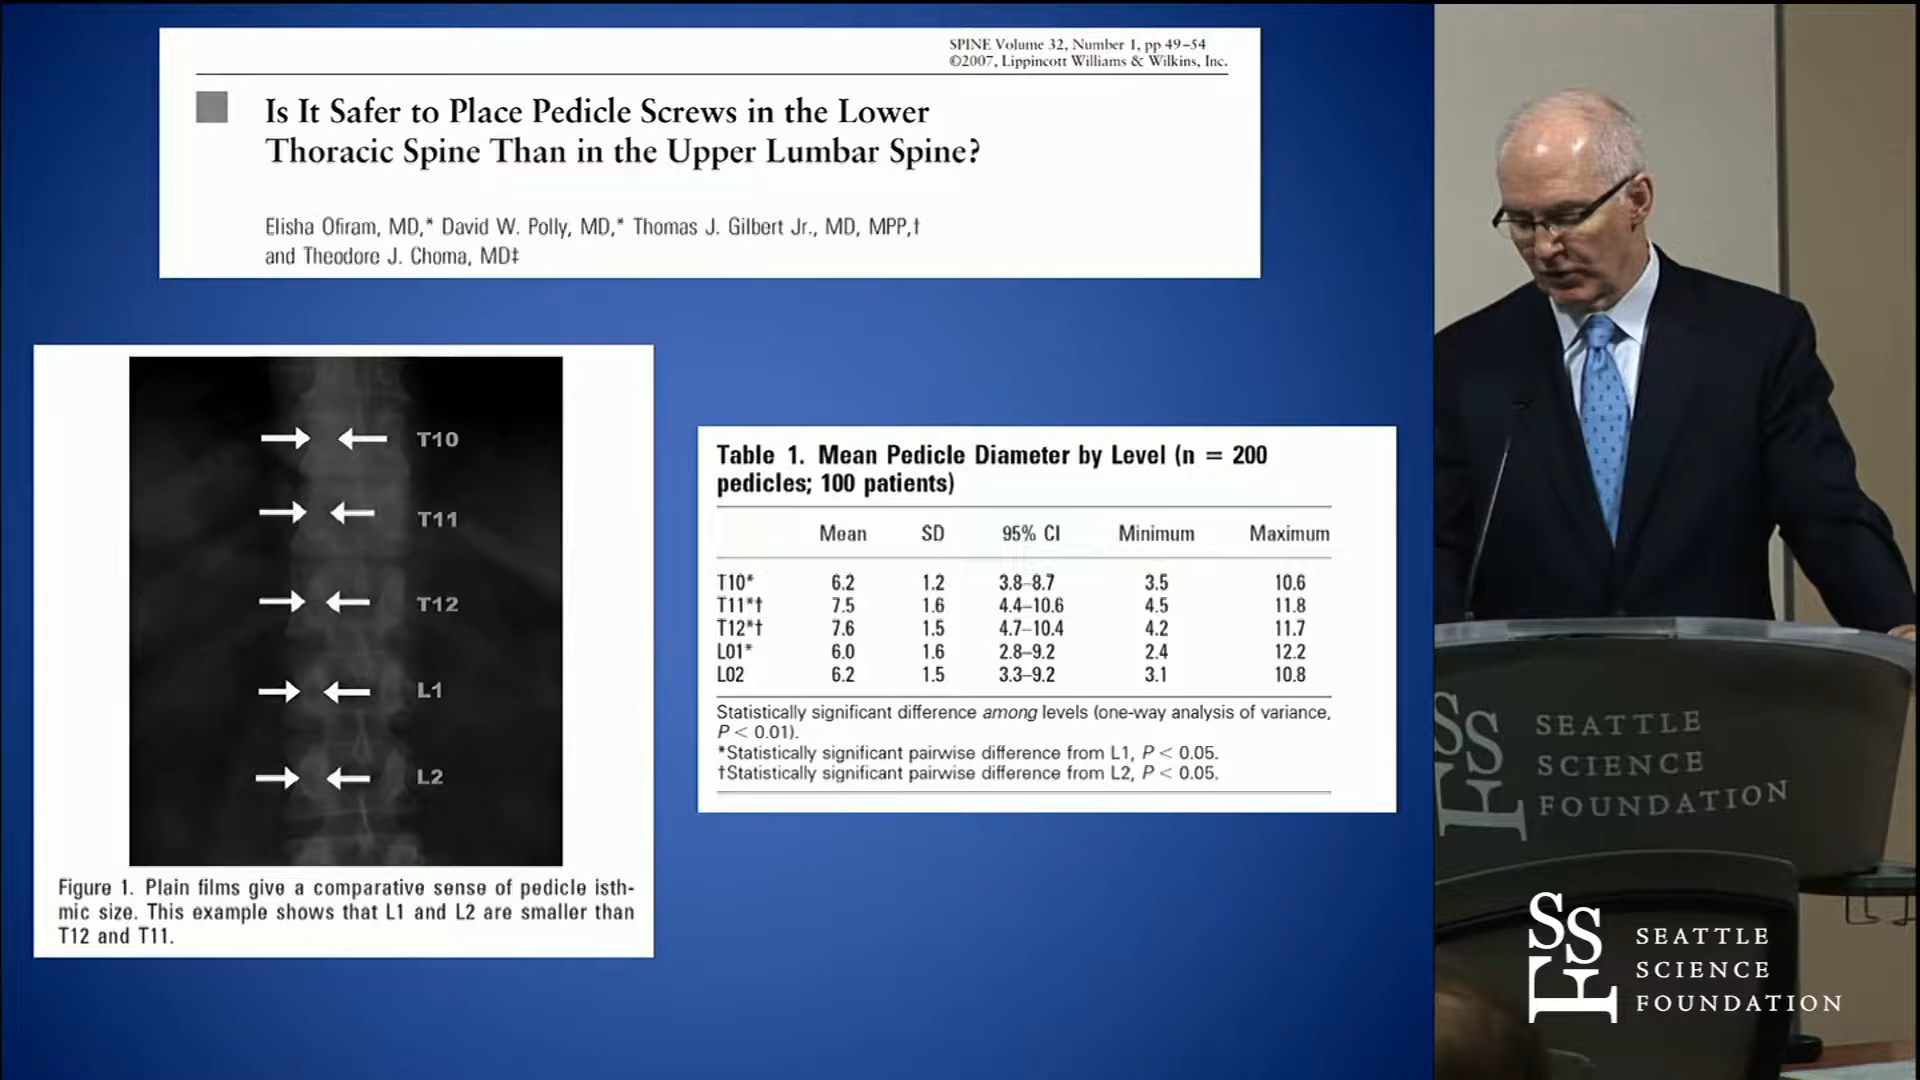 SPINE Volume 32, Number 1, pp 49–54
©2007, Lippincott Williams & Wilkins, Inc.
Is It Safer to Place Pedicle Screws in the Lower
Thoracic Spine Than in the Upper Lumbar Spine?
Elisha Ofiram, MD,* David W. Polly, MD,* Thomas J. Gilbert Jr., MD, MPP,†
and Theodore J. Choma, MD‡
T10
T11
T12
L1
L2
Figure 1. Plain films give a comparative sense of pedicle isth-
mic size. This example shows that L1 and L2 are smaller than
T12 and T11.
Table 1. Mean Pedicle Diameter by Level (n = 200
pedicles; 100 patients)
Mean SD 95% CI Minimum Maximum
T10* 6.2 1.2 3.8–8.7 3.5 10.6
T11*† 7.5 1.6 4.4–10.6 4.5 11.8
T12*† 7.6 1.5 4.7–10.4 4.2 11.7
L01* 6.0 1.6 2.8–9.2 2.4 12.2
L02 6.2 1.5 3.3–9.2 3.1 10.8
Statistically significant difference among levels (one-way analysis of variance,
P < 0.01).
*Statistically significant pairwise difference from L1, P < 0.05.
†Statistically significant pairwise difference from L2, P < 0.05.
SSF
SEATTLE
SCIENCE
FOUNDATION
SSF
SEATTLE
SCIENCE
FOUNDATION